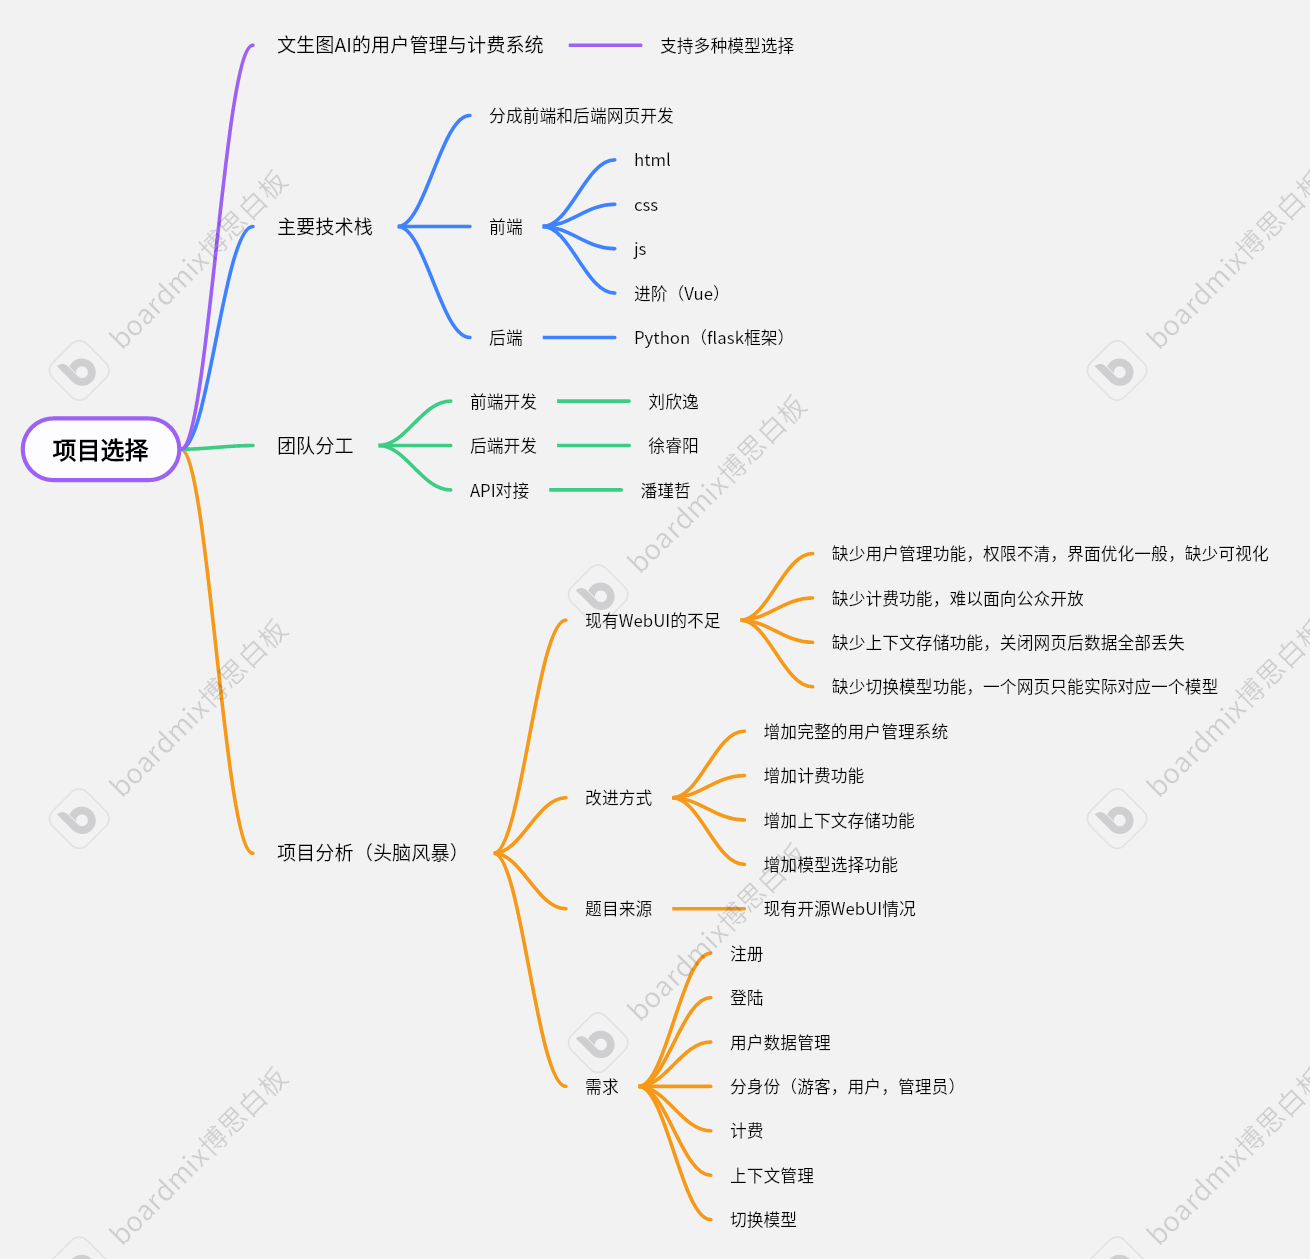 文生图AI的用户管理与计费系统
支持多种模型选择
主要技术栈
分成前端和后端网页开发
前端
html
css
js
进阶（Vue）
后端
Python（flask框架）
项目选择
团队分工
前端开发
刘欣逸
后端开发
徐睿阳
API对接
潘瑾哲
项目分析（头脑风暴）
现有WebUI的不足
缺少用户管理功能，权限不清，界面优化一般，缺少可视化
缺少计费功能，难以面向公众开放
缺少上下文存储功能，关闭网页后数据全部丢失
缺少切换模型功能，一个网页只能实际对应一个模型
改进方式
增加完整的用户管理系统
增加计费功能
增加上下文存储功能
增加模型选择功能
题目来源
现有开源WebUI情况
需求
注册
登陆
用户数据管理
分身份（游客，用户，管理员）
计费
上下文管理
切换模型
boardmix博思白板
boardmix博思白板
boardmix博思白板
boardmix博思白板
boardmix博思白板
boardmix博思白板
boardmix博思白板
boardmix博思白板